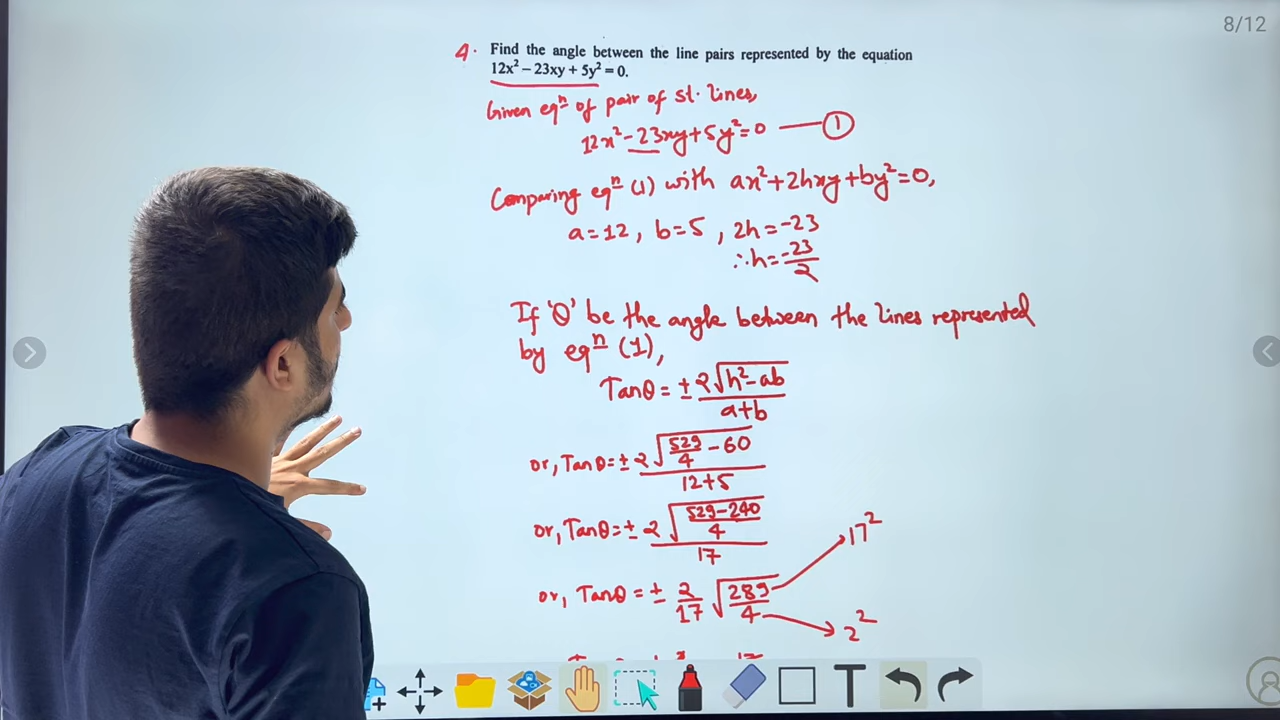 8/12
4. Find the angle between the line pairs represented by the equation
12x² – 23xy + 5y² = 0.
Given eqⁿ of pair of st. lines,
12x²-23xy+5y²=0 — ①
Comparing eqⁿ (1) with ax²+2hxy+by²=0,
a=12, b=5, 2h=-23
∴h=-23/2
If 'θ' be the angle between the lines represented
by eqⁿ (1),
Tanθ = ± 2√(h²-ab)/(a+b)
or, Tanθ = ± 2√(529/4 - 60)/(12+5)
or, Tanθ = ± 2√((529-240)/4)/17
17²
or, Tanθ = ± 2/17 √(289/4)
2²
T